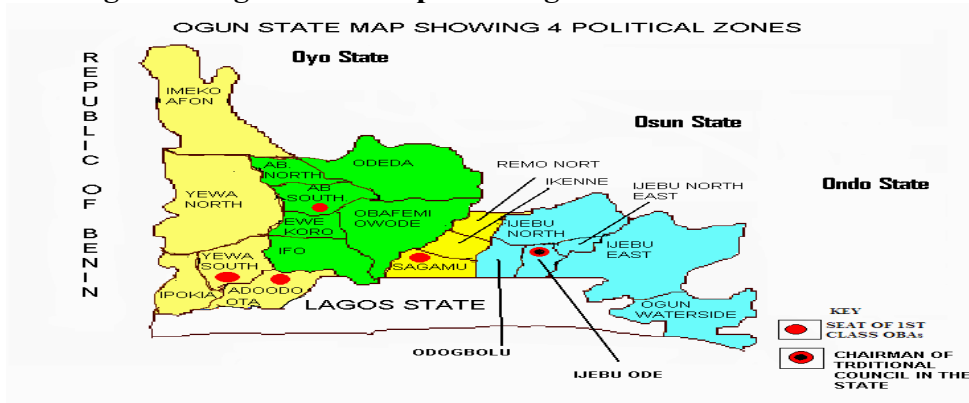 OGUN STATE MAP SHOWING 4 POLITICAL ZONES
REPUBLIC OF BENIN
Oyo State
Osun State
Ondo State
IMEKO
AFON
AB.
NORTH
ODEDA
AB
SOUTH.
YEWA
NORTH
EWE
KORO
OBAFEMI
OWODE
IFO
REMO NORT
IKENNE
IJEBU NORTH
EAST
IJEBU
NORTH
IJEBU
EAST
YEWA
SOUTH
SAGAMU
IPOKIA
ADOODO
OTA
LAGOS STATE
OGUN
WATERSIDE
ODOGBOLU
IJEBU ODE
KEY
SEAT OF 1ST
CLASS OBAs
CHAIRMAN OF
TRDITIONAL
COUNCIL IN THE
STATE